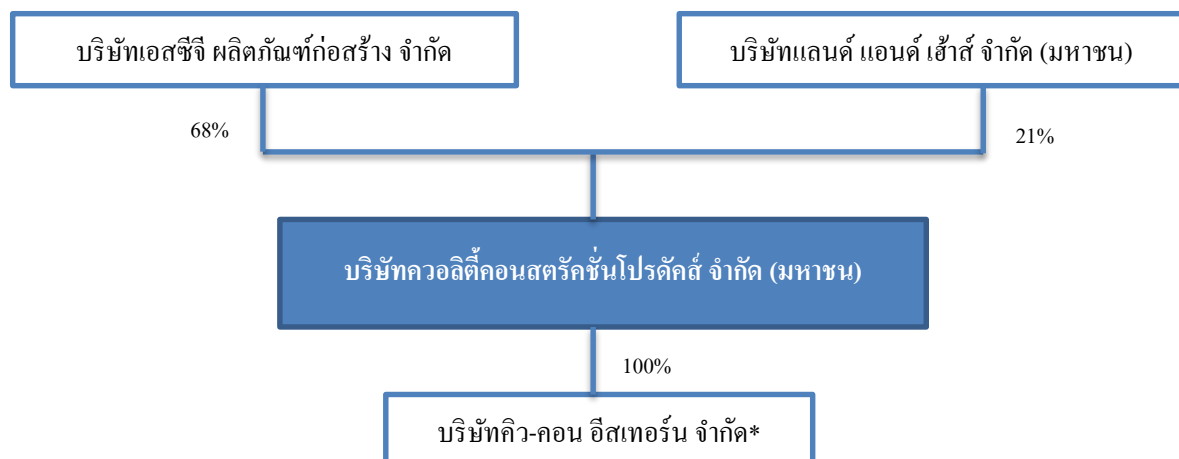 บริษัทเอสซีจี ผลิตภัณฑ์ก่อสร้าง จำกัด
บริษัทแลนด์ แอนด์ เฮ้าส์ จำกัด (มหาชน)
68%
21%
บริษัทควอลิตี้คอนสตรัคชั่นโปรดัคส์ จำกัด (มหาชน)
100%
บริษัทคิว-คอน อีสเทอร์น จำกัด*